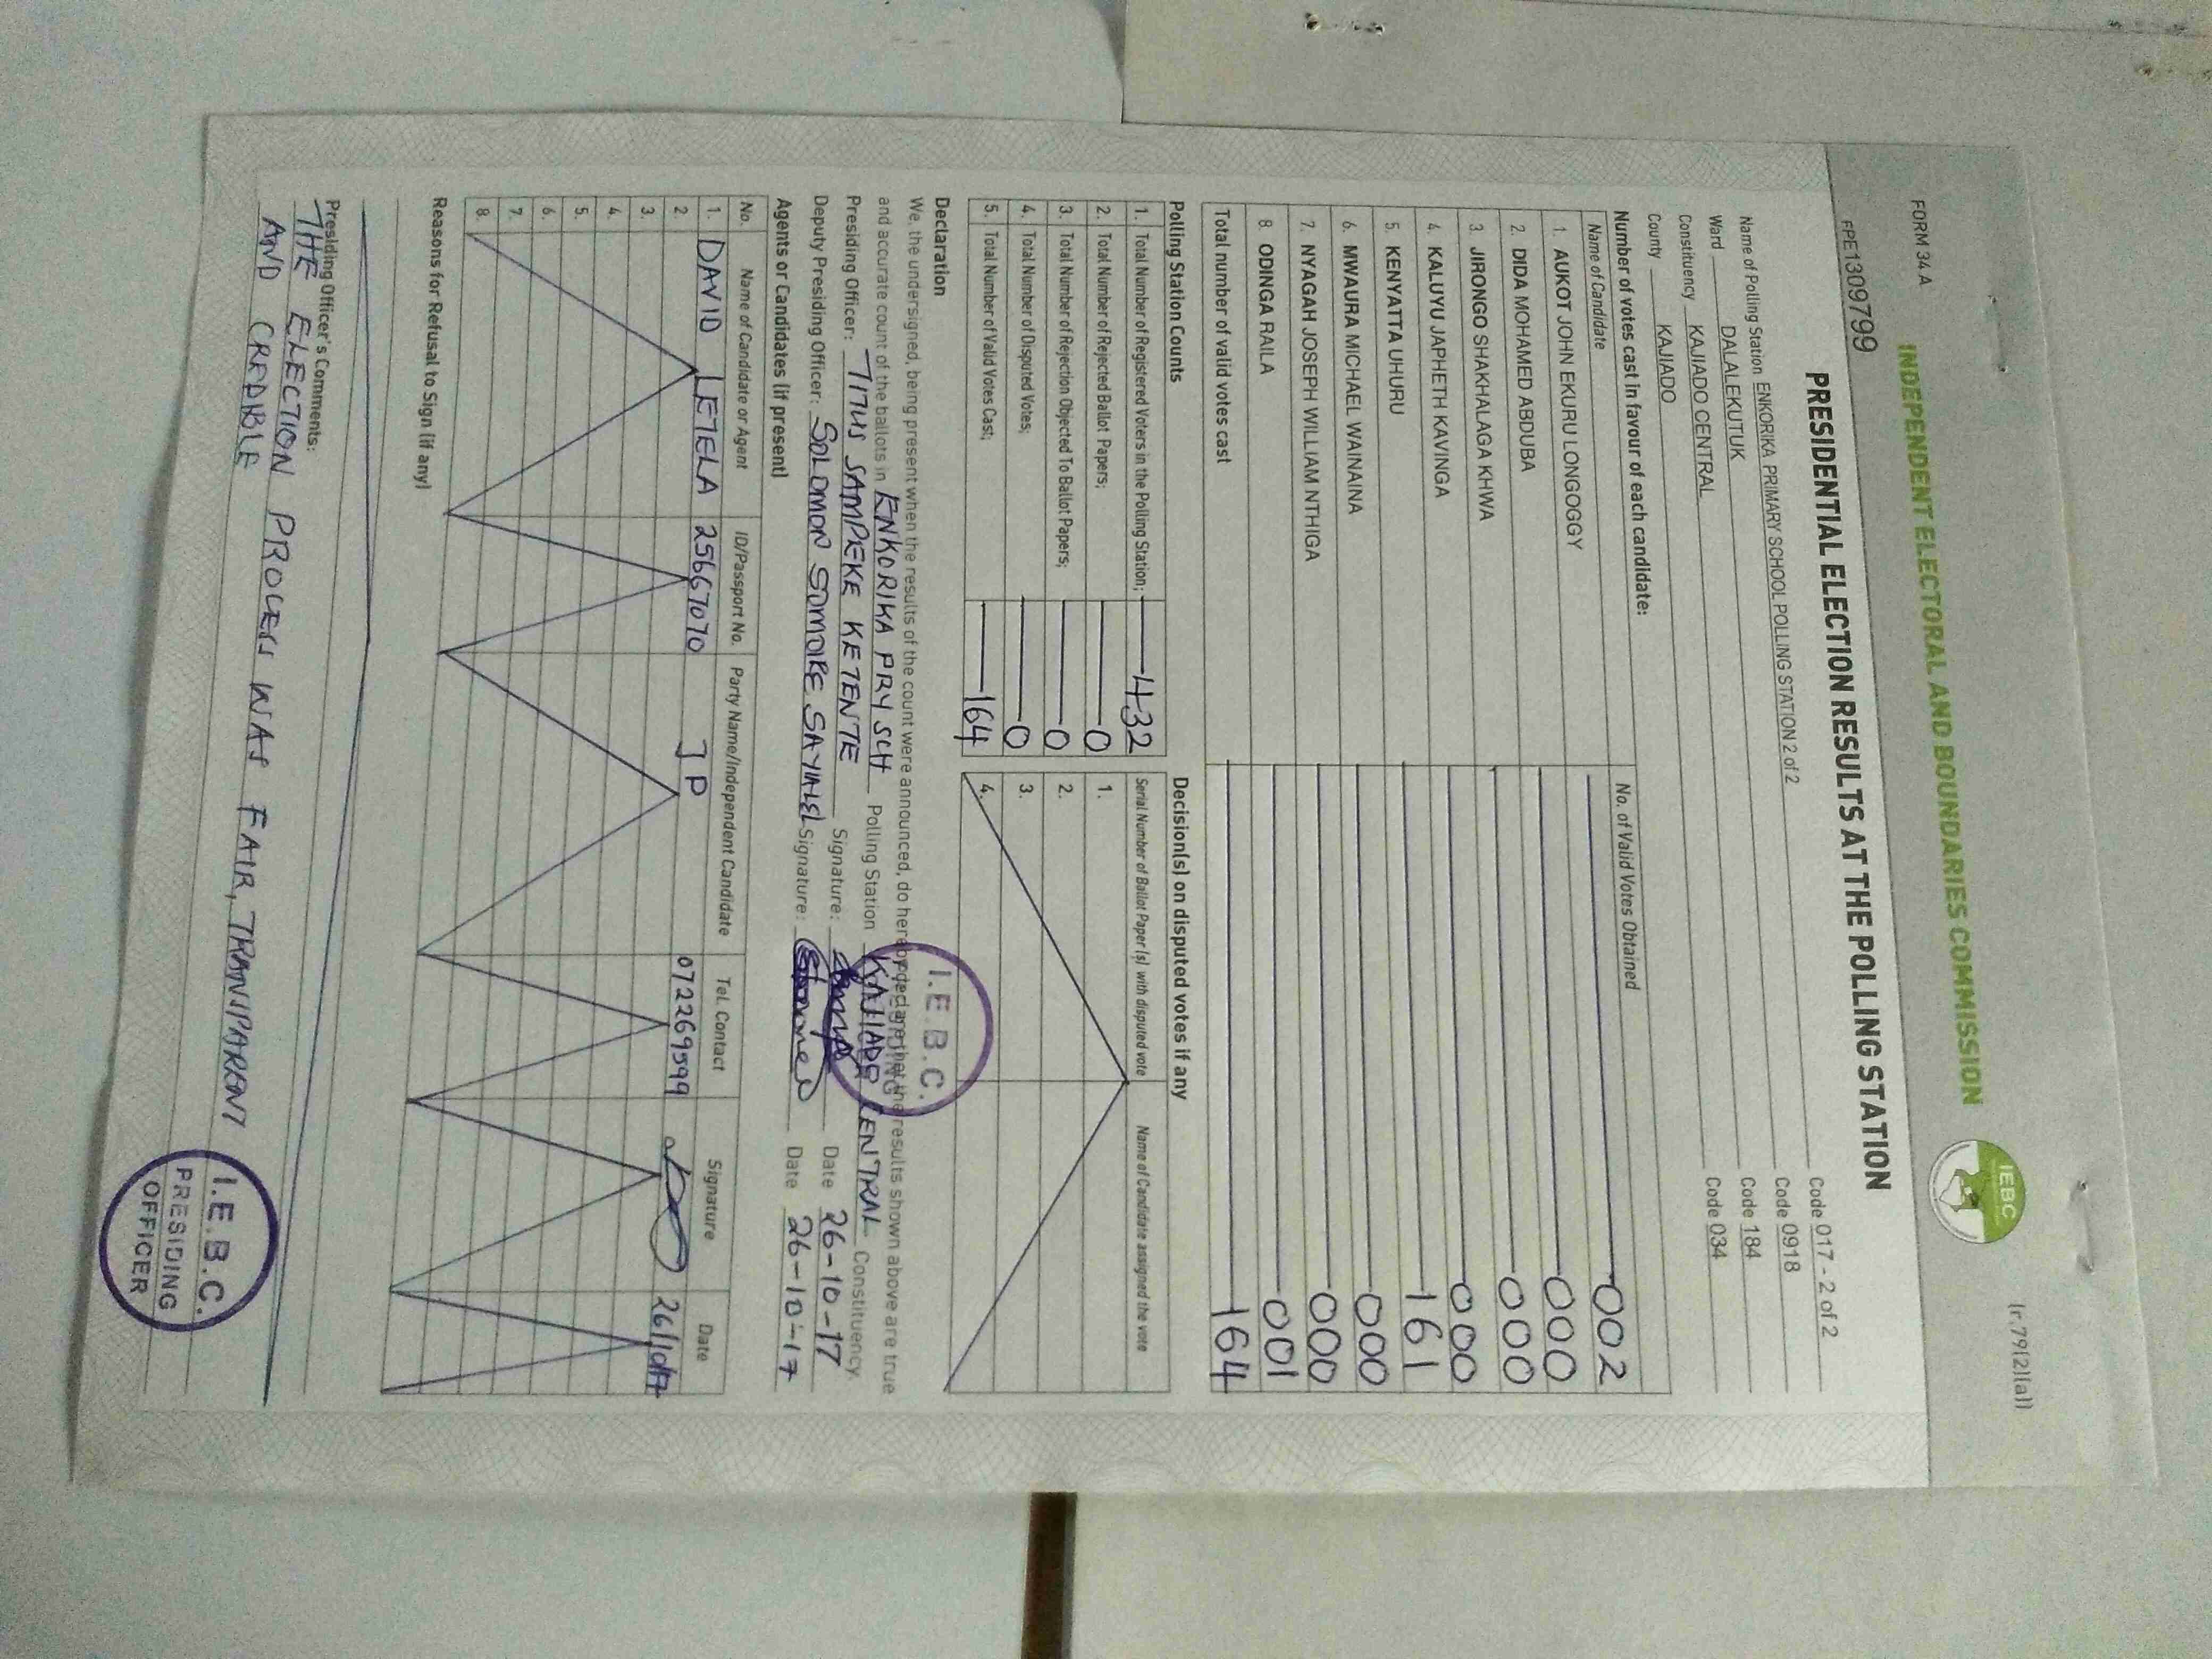 FORM 34 A
(r.79(2)(a))
INDEPENDENT ELECTORAL AND BOUNDARIES COMMISSION
IEBC
FPE1309799
PRESIDENTIAL ELECTION RESULTS AT THE POLLING STATION
Name of Polling Station ENKORIKA PRIMARY SCHOOL POLLING STATION 2 of 2 Code 017 - 2 of 2
Ward DALALEKUTUK Code 0918
Constituency KAJIADO CENTRAL Code 184
County KAJIADO Code 034
Number of votes cast in favour of each candidate:
Name of Candidate No. of Valid Votes Obtained
1. AUKOT JOHN EKURU LONGOGGY 002
2. DIDA MOHAMED ABDUBA 000
3. JIRONGO SHAKHALAGA KHWA 000
4. KALUYU JAPHETH KAVINGA 000
5. KENYATTA UHURU 161
6. MWAURA MICHAEL WAINAINA 000
7. NYAGAH JOSEPH WILLIAM NTHIGA 000
8. ODINGA RAILA 001
Total number of valid votes cast 164
Polling Station Counts
1. Total Number of Registered Voters in the Polling Station; 432
2. Total Number of Rejected Ballot Papers; 0
3. Total Number of Rejection Objected To Ballot Papers; 0
4. Total Number of Disputed Votes; 0
5. Total Number of Valid Votes Cast; 164
Decision(s) on disputed votes if any
Serial Number of Ballot Paper (s) with disputed vote Name of Candidate assigned the vote
1.
2.
3.
4.
Declaration
We, the undersigned, being present when the results of the count were announced, do hereby declare that the results shown above are true
and accurate count of the ballots in ENKORIKA PRY SCH Polling Station KAJIADO CENTRAL Constituency
Presiding Officer: TITUS SAMPEKE KETENTE Signature: Date 26-10-17
Deputy Presiding Officer: SOLOMON SOMOIRE Signature: Date 26-10-17
I.E.B.C.
Agents or Candidates (if present)
No. Name of Candidate or Agent ID/Passport No. Party Name/Independent Candidate Tel. Contact Signature Date
1. DAVID LETELA 25667070 JP 072269599 26/10/17
2.
3.
4.
5.
6.
7.
8.
Reasons for Refusal to Sign (if any)
Presiding Officer's Comments:
THE ELECTION PROCESS WAS FAIR, TRANSPARENT
AND CREDIBLE
I.E.B.C.
PRESIDING
OFFICER